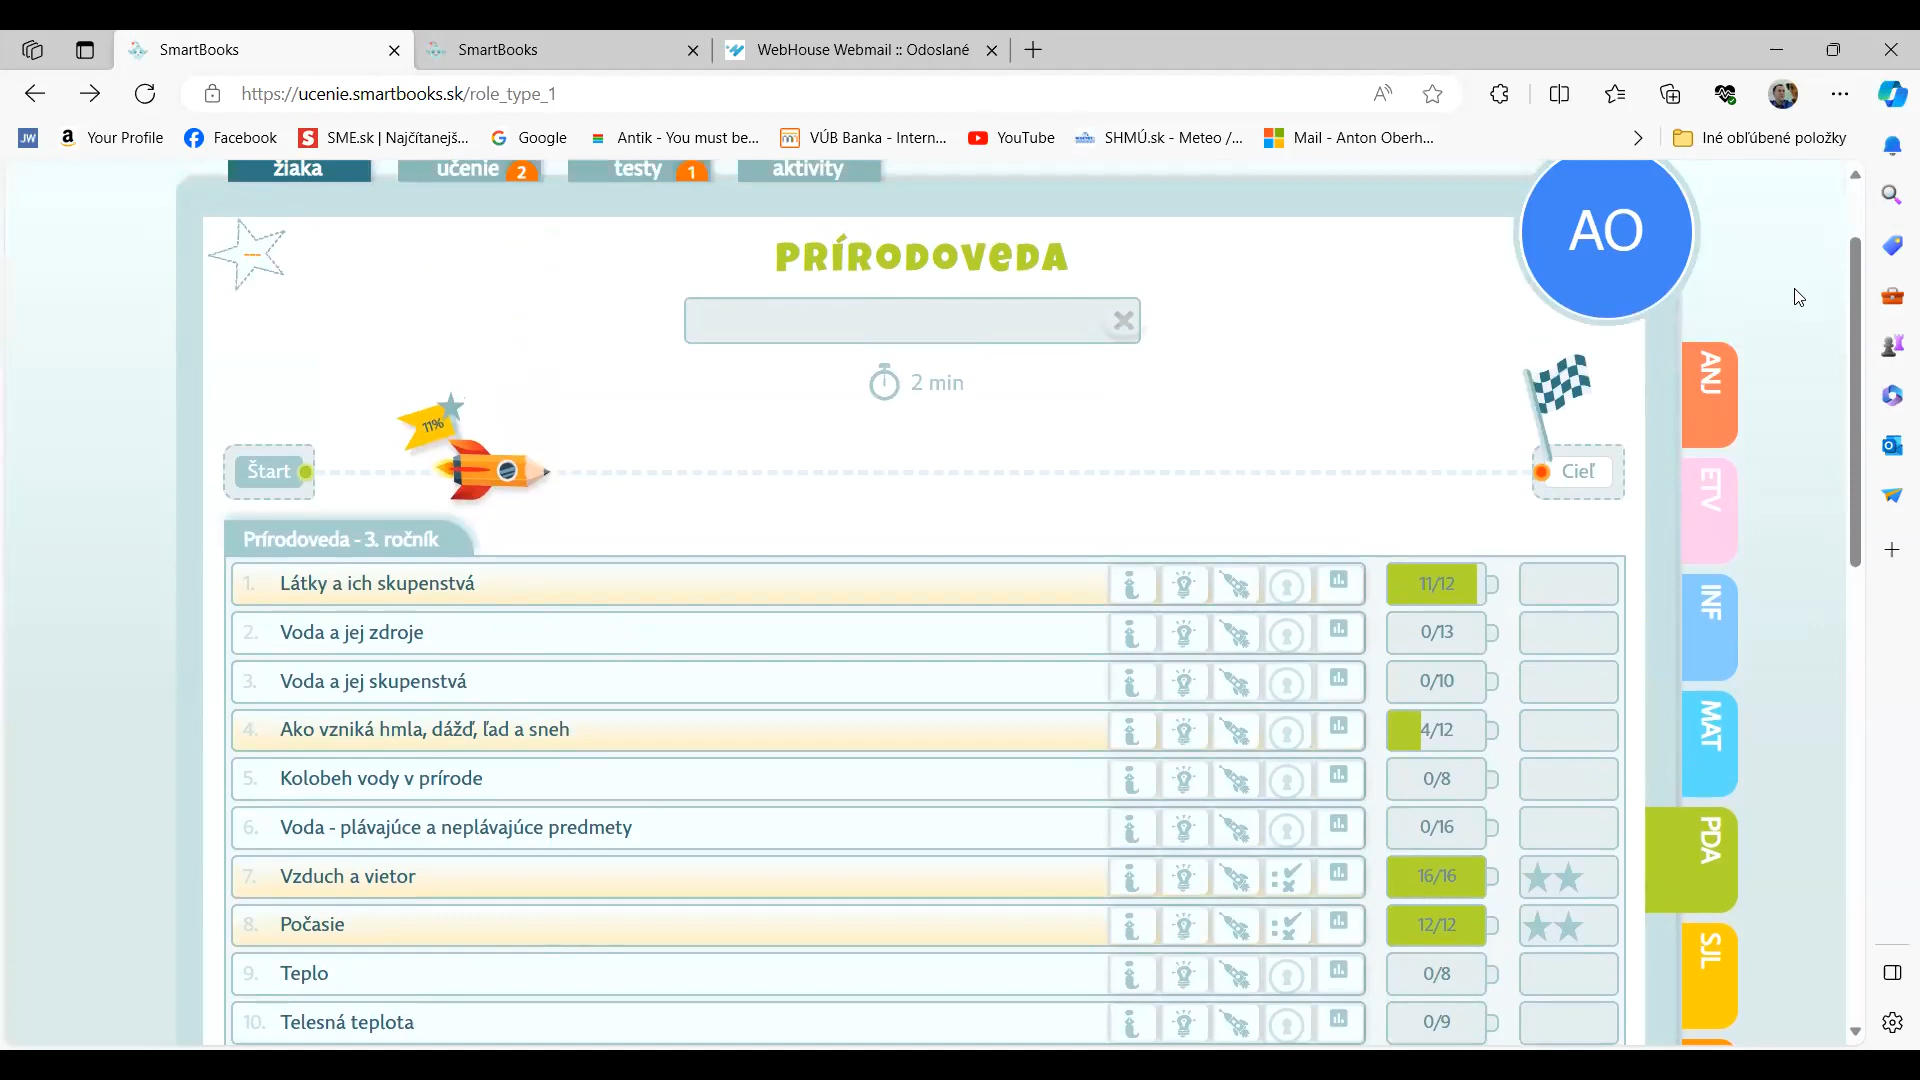 SmartBooks
SmartBooks
WebHouse Webmail :: Odoslané
https://ucenie.smartbooks.sk/role_type_1
JW
Your Profile
Facebook
SME.sk | Najčítanejš...
Google
Antik - You must be...
VÚB Banka - Intern...
YouTube
SHMÚ.sk - Meteo /...
Mail - Anton Oberh...
Iné obľúbené položky
žiaka
učenie 2
testy 1
aktivity
AO
PRÍRODOVEDA
2 min
11%
Štart
Cieľ
Prírodoveda - 3. ročník
1. Látky a ich skupenstvá 11/12
2. Voda a jej zdroje 0/13
3. Voda a jej skupenstvá 0/10
4. Ako vzniká hmla, dážď, ľad a sneh 4/12
5. Kolobeh vody v prírode 0/8
6. Voda - plávajúce a neplávajúce predmety 0/16
7. Vzduch a vietor 16/16
8. Počasie 12/12
9. Teplo 0/8
10. Telesná teplota 0/9
ANJ
ETV
INF
MAT
PDA
SJL